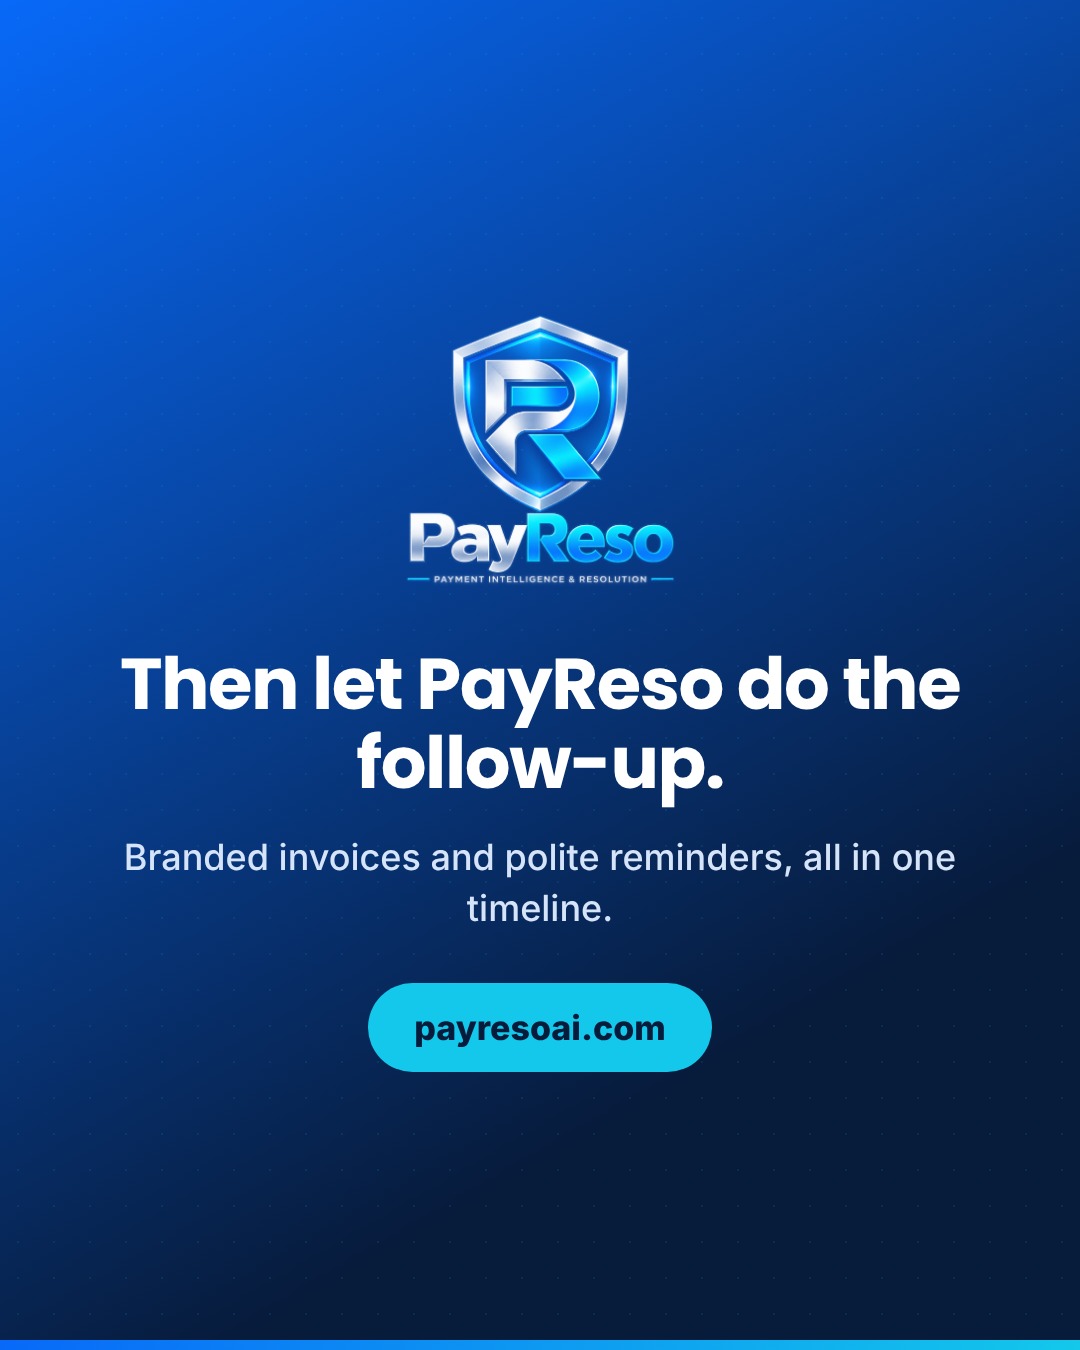 PayReso
PAYMENT INTELLIGENCE & RESOLUTION
Then let PayReso do the
follow-up.
Branded invoices and polite reminders, all in one
timeline.
payresoai.com